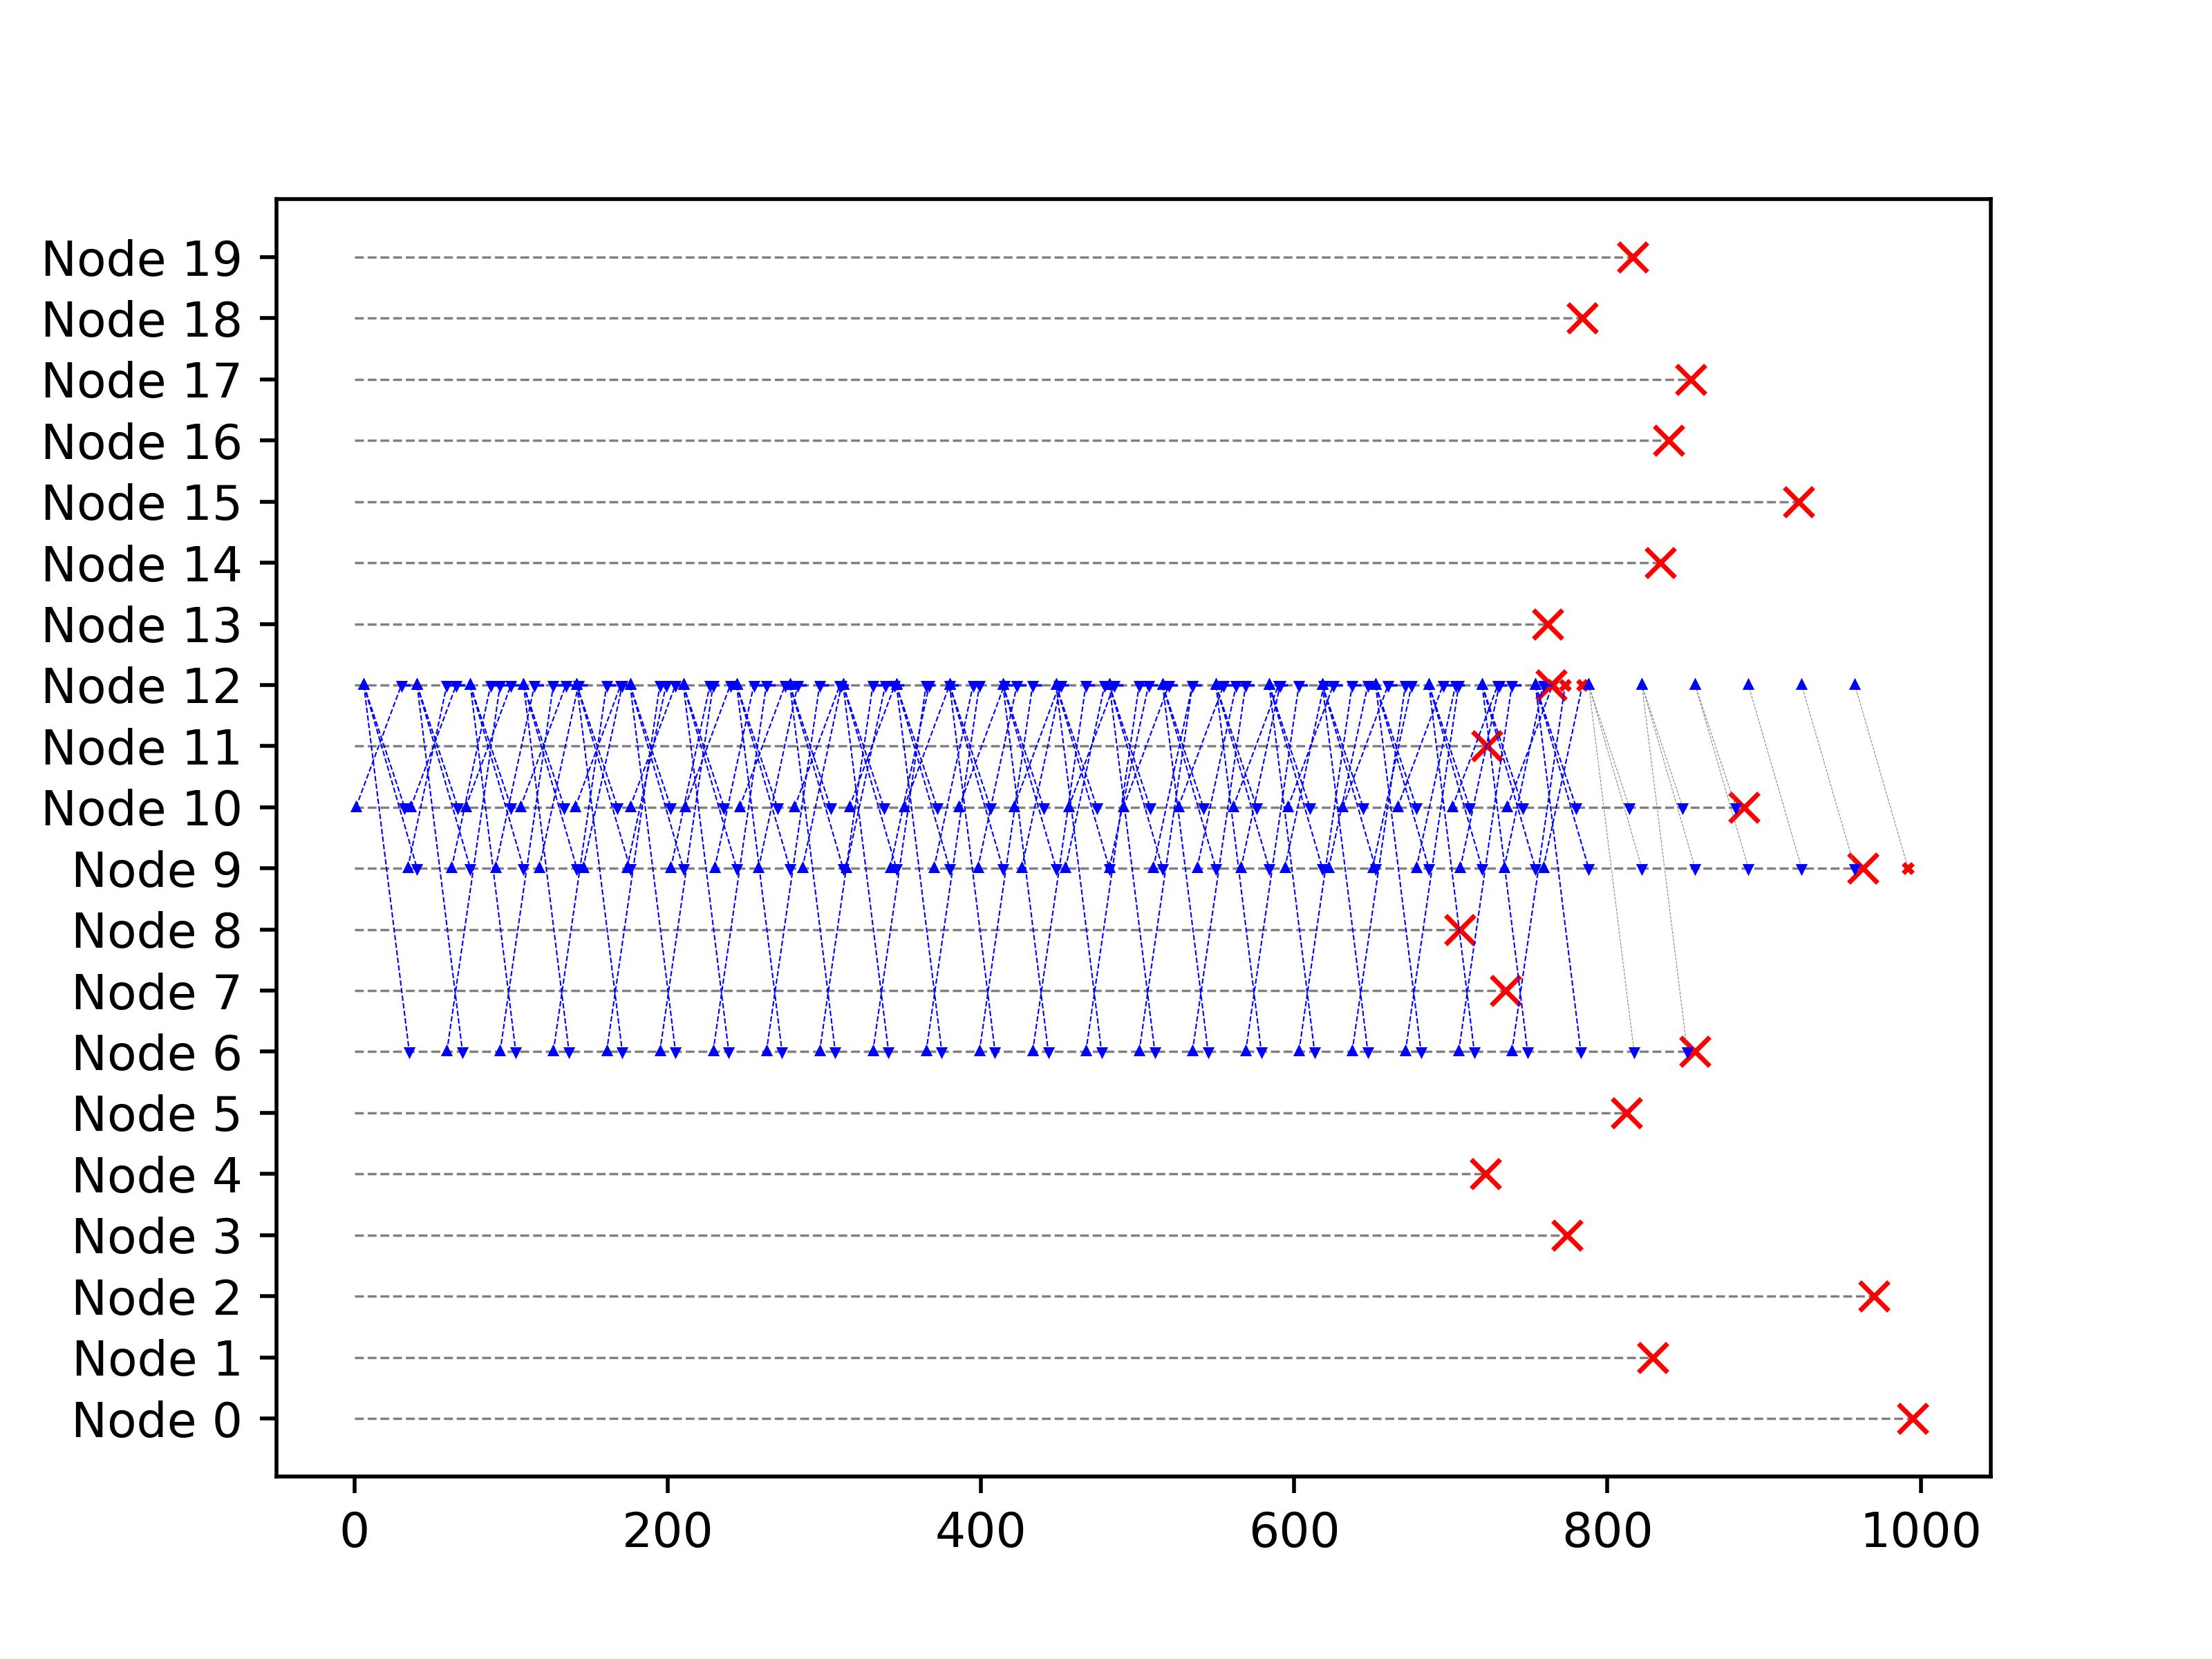 Node 19
Node 18
Node 17
Node 16
Node 15
Node 14
Node 13
Node 12
Node 11
Node 10
Node 9
Node 8
Node 7
Node 6
Node 5
Node 4
Node 3
Node 2
Node 1
Node 0
0 200 400 600 800 1000